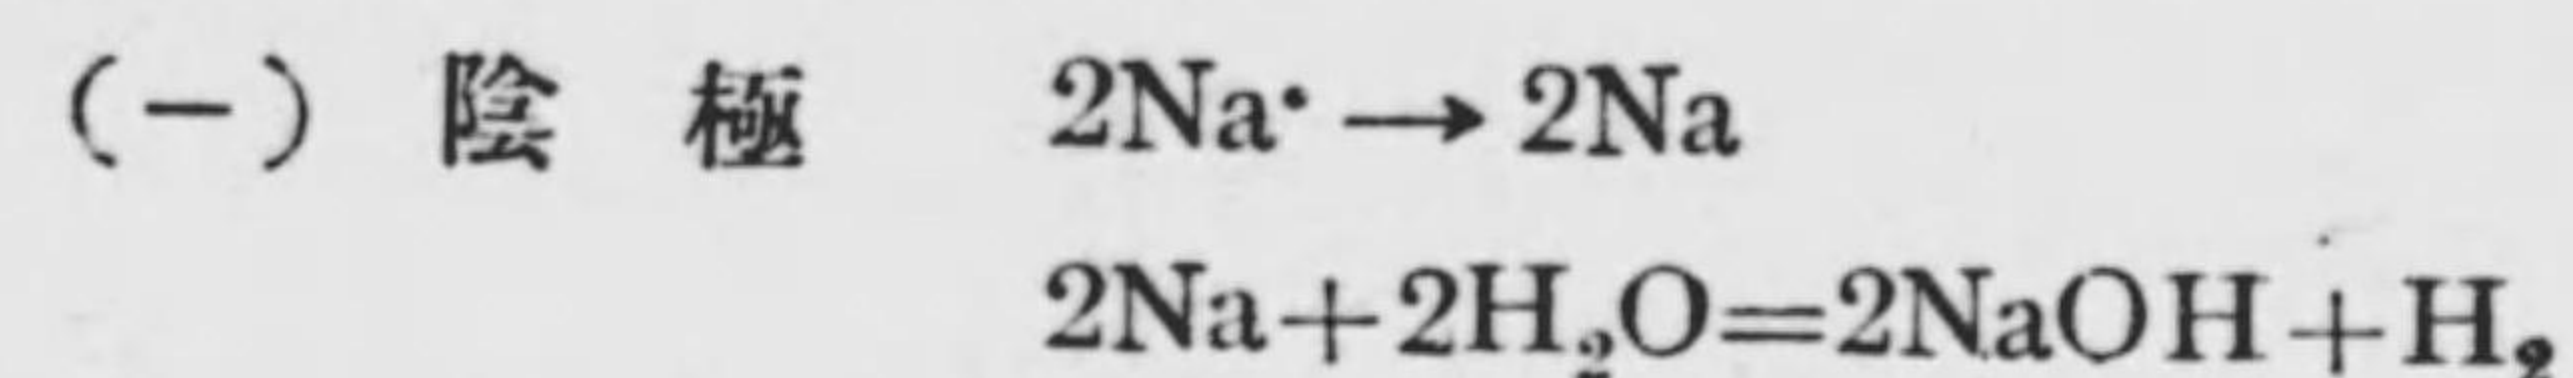 (−) 陰 極 2Na• → 2Na
2Na+2H₂O=2NaOH+H₂